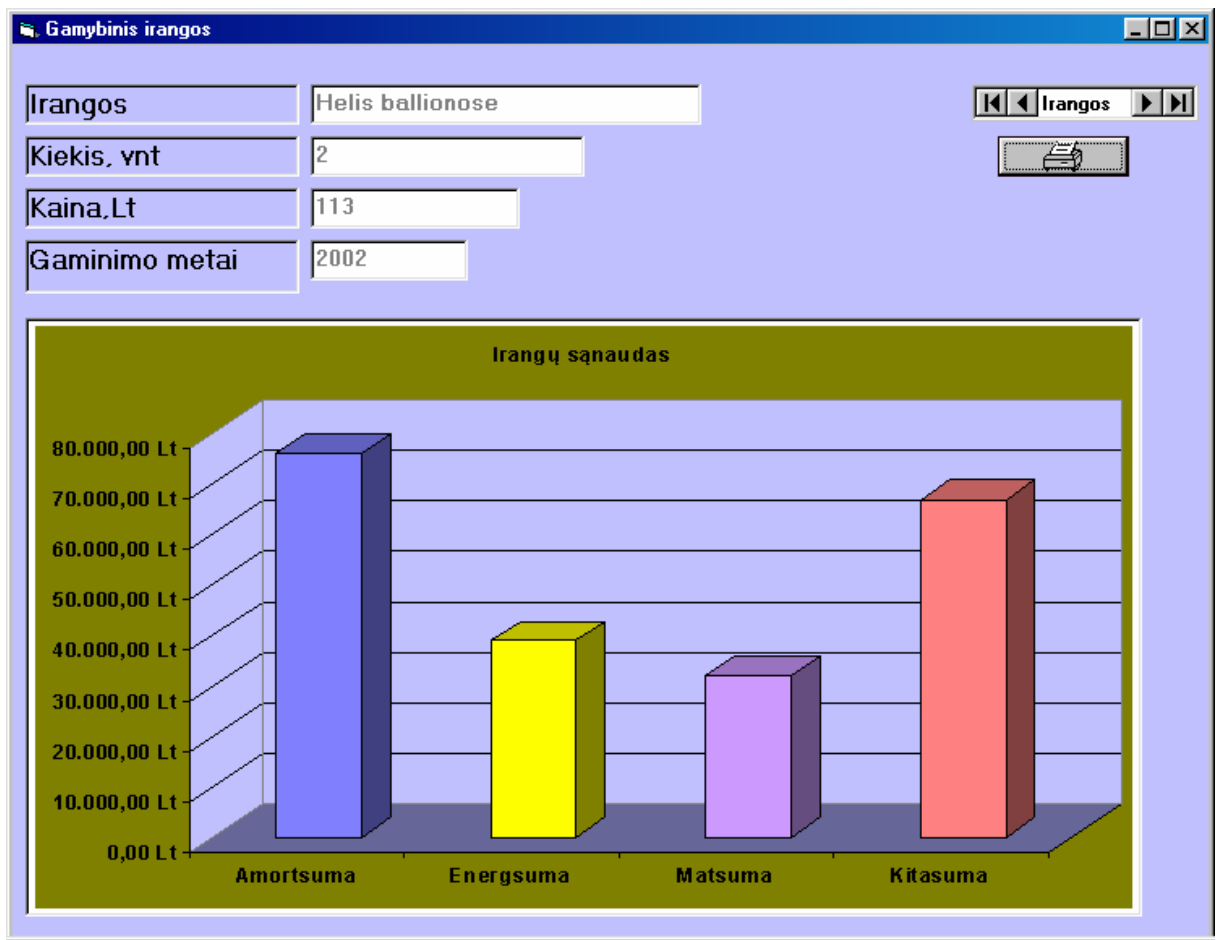 Gamybinis irangos
Irangos Helis ballionose Irangos
Kiekis, vnt 2
Kaina,Lt 113
Gaminimo metai 2002
Irangų sąnaudas
80.000,00 Lt
70.000,00 Lt
60.000,00 Lt
50.000,00 Lt
40.000,00 Lt
30.000,00 Lt
20.000,00 Lt
10.000,00 Lt
0,00 Lt
Amortsuma Energsuma Matsuma Kitasuma